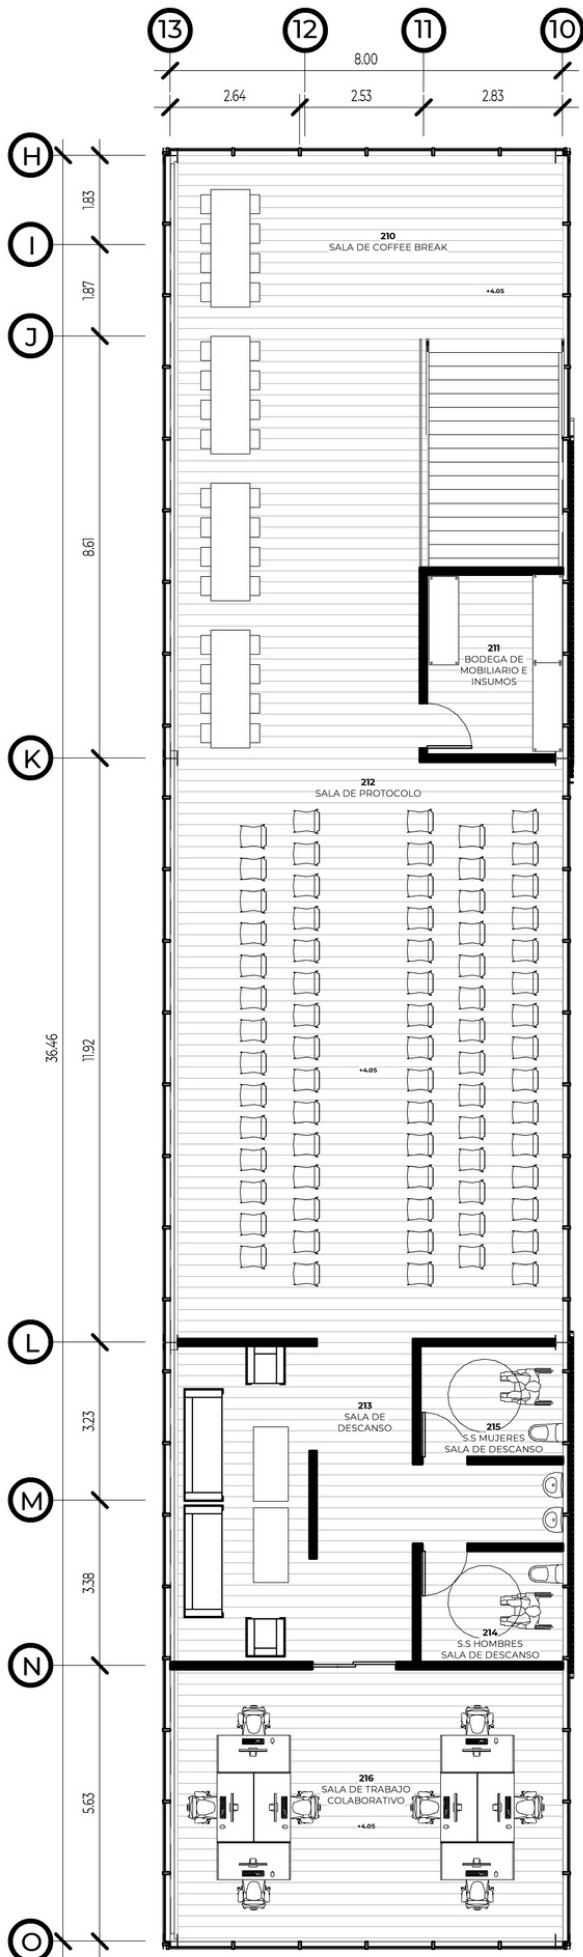 13 12 11 10
8.00
2.64 2.53 2.83
H
1.83
I
210
SALA DE COFFEE BREAK
+4.05
1.87
J
8.61
211
BODEGA DE
MOBILIARIO E
INSUMOS
K
212
SALA DE PROTOCOLO
36.46
11.92
+4.05
L
3.23
213
SALA DE
DESCANSO
215
S.S MUJERES
SALA DE DESCANSO
M
3.38
214
S.S HOMBRES
SALA DE DESCANSO
N
5.63
216
SALA DE TRABAJO
COLABORATIVO
+4.05
O